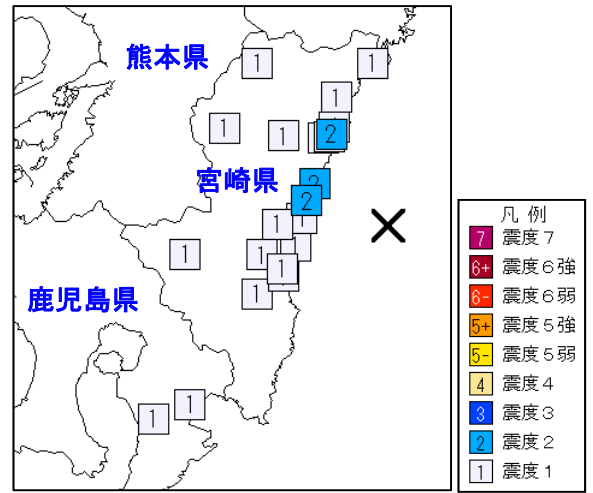 熊本県
1
1
1
1
1
2
宮崎県
2
2
1
1
1
1
1
1
鹿児島県
1
1
凡 例
7 震度７
6+ 震度６強
6- 震度６弱
5+ 震度５強
5- 震度５弱
4 震度４
3 震度３
2 震度２
1 震度１